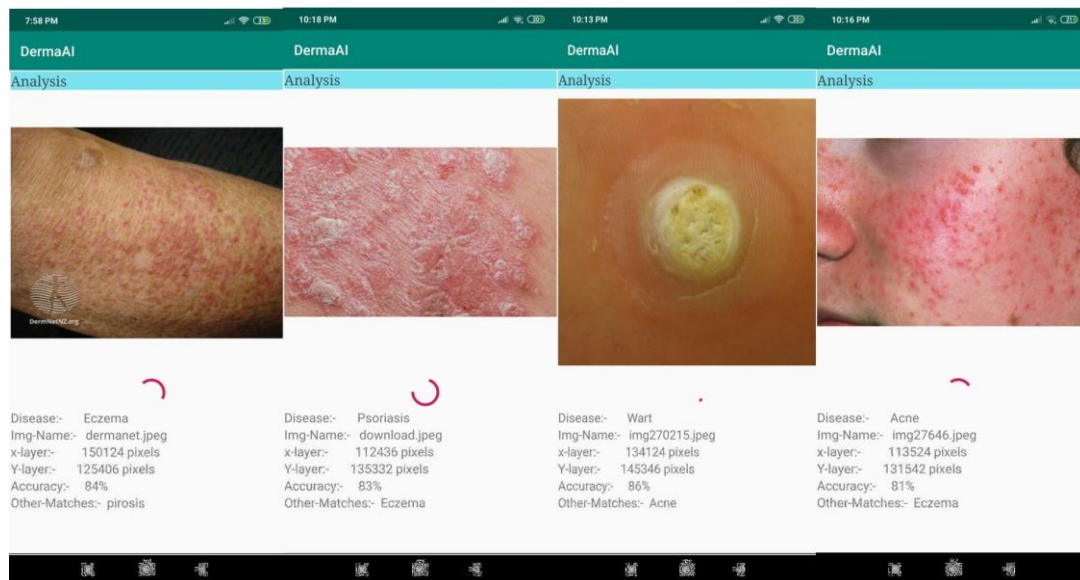 7:58 PM
DermaAI
Analysis
DermNetNZ.org
Disease:- Eczema
Img-Name:- dermanet.jpeg
x-layer:- 150124 pixels
Y-layer:- 125406 pixels
Accuracy:- 84%
Other-Matches:- pirosis
10:18 PM
DermaAI
Analysis
Disease:- Psoriasis
Img-Name:- download.jpeg
x-layer:- 112436 pixels
Y-layer:- 135332 pixels
Accuracy:- 83%
Other-Matches:- Eczema
10:13 PM
DermaAI
Analysis
Disease:- Wart
Img-Name:- img270215.jpeg
x-layer:- 134124 pixels
Y-layer:- 145346 pixels
Accuracy:- 86%
Other-Matches:- Acne
10:16 PM
DermaAI
Analysis
Disease:- Acne
Img-Name:- img27646.jpeg
x-layer:- 113524 pixels
Y-layer:- 131542 pixels
Accuracy:- 81%
Other-Matches:- Eczema